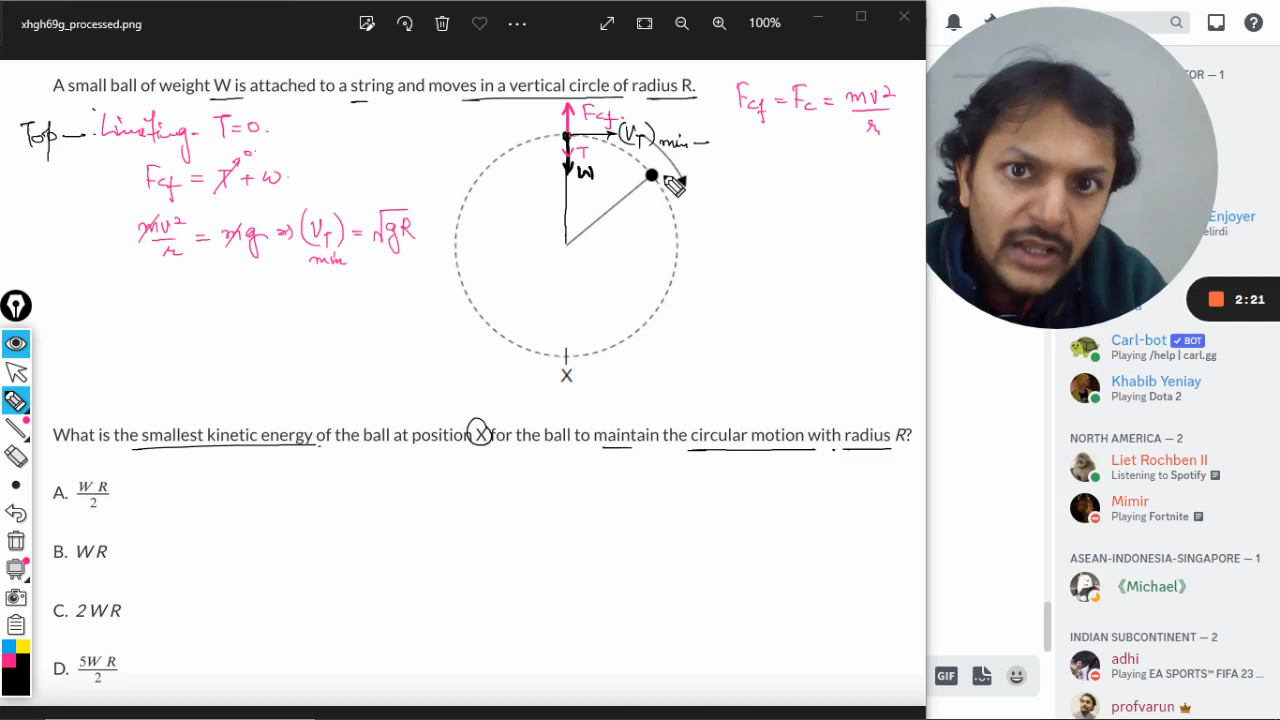 xhgh69g_processed.png
100%
A small ball of weight W is attached to a string and moves in a vertical circle of radius R.
Top - Limiting - T = 0.
Fcf = T + w
0
mv²/r = mg ⇒ (VT)min = √gR
Fcf.
(VT)min
T
W
Fcf = Fc = mv²/r
X
What is the smallest kinetic energy of the ball at position X for the ball to maintain the circular motion with radius R?
A. W R / 2
B. W R
C. 2 W R
D. 5W R / 2
TOR — 1
Enjoyer
elirdi
2:21
Carl-bot ✓ BOT
Playing /help | carl.gg
Khabib Yeniay
Playing Dota 2
NORTH AMERICA — 2
Liet Rochben II
Listening to Spotify
Mimir
Playing Fortnite
ASEAN-INDONESIA-SINGAPORE — 1
《Michael》
INDIAN SUBCONTINENT — 2
adhi
Playing EA SPORTS™ FIFA 23 ...
profvarun
GIF